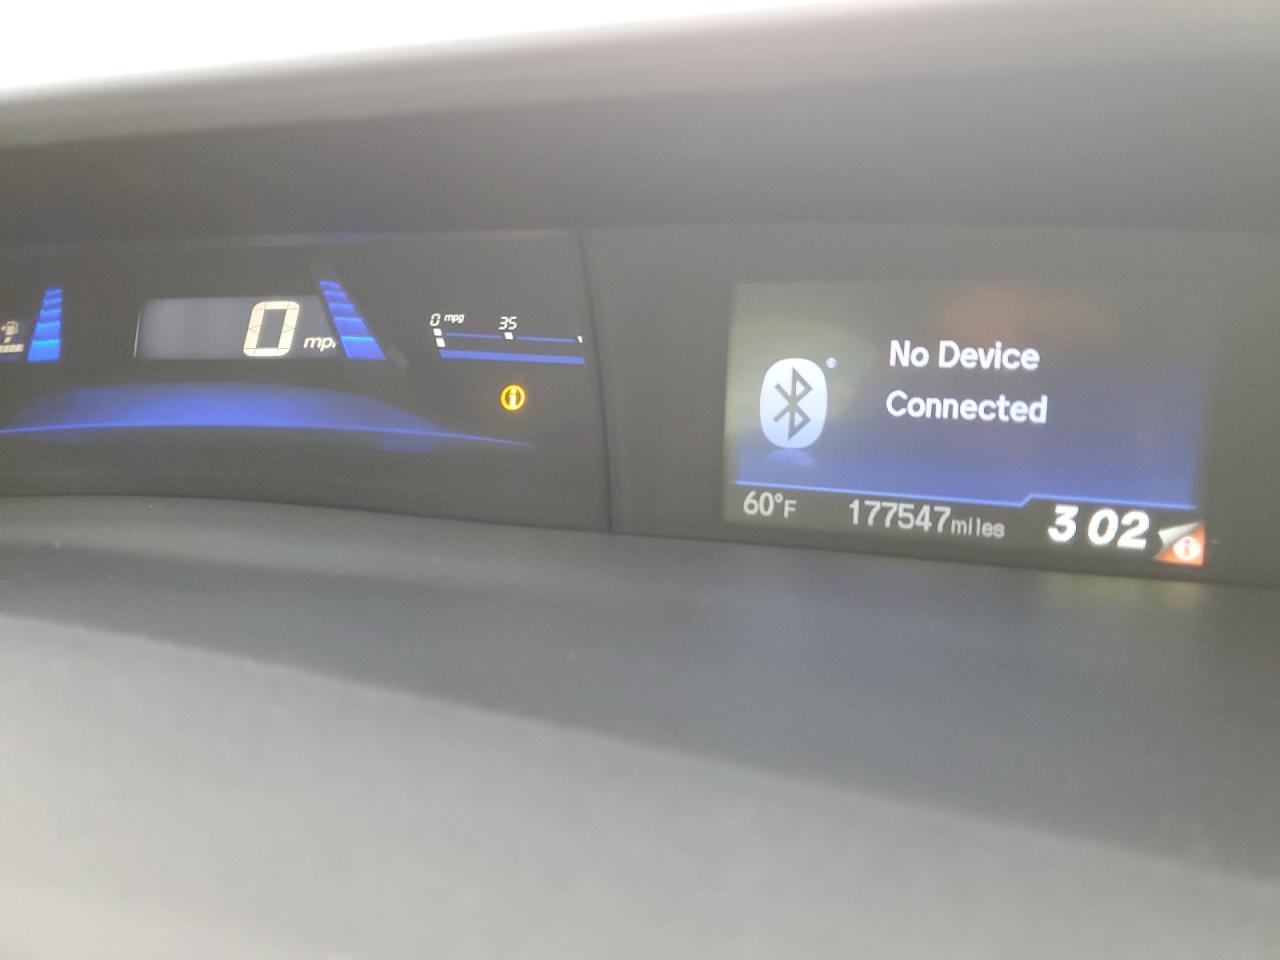 0 mph
0 mpg 35
No Device
Connected
60°F 177547miles 3 02